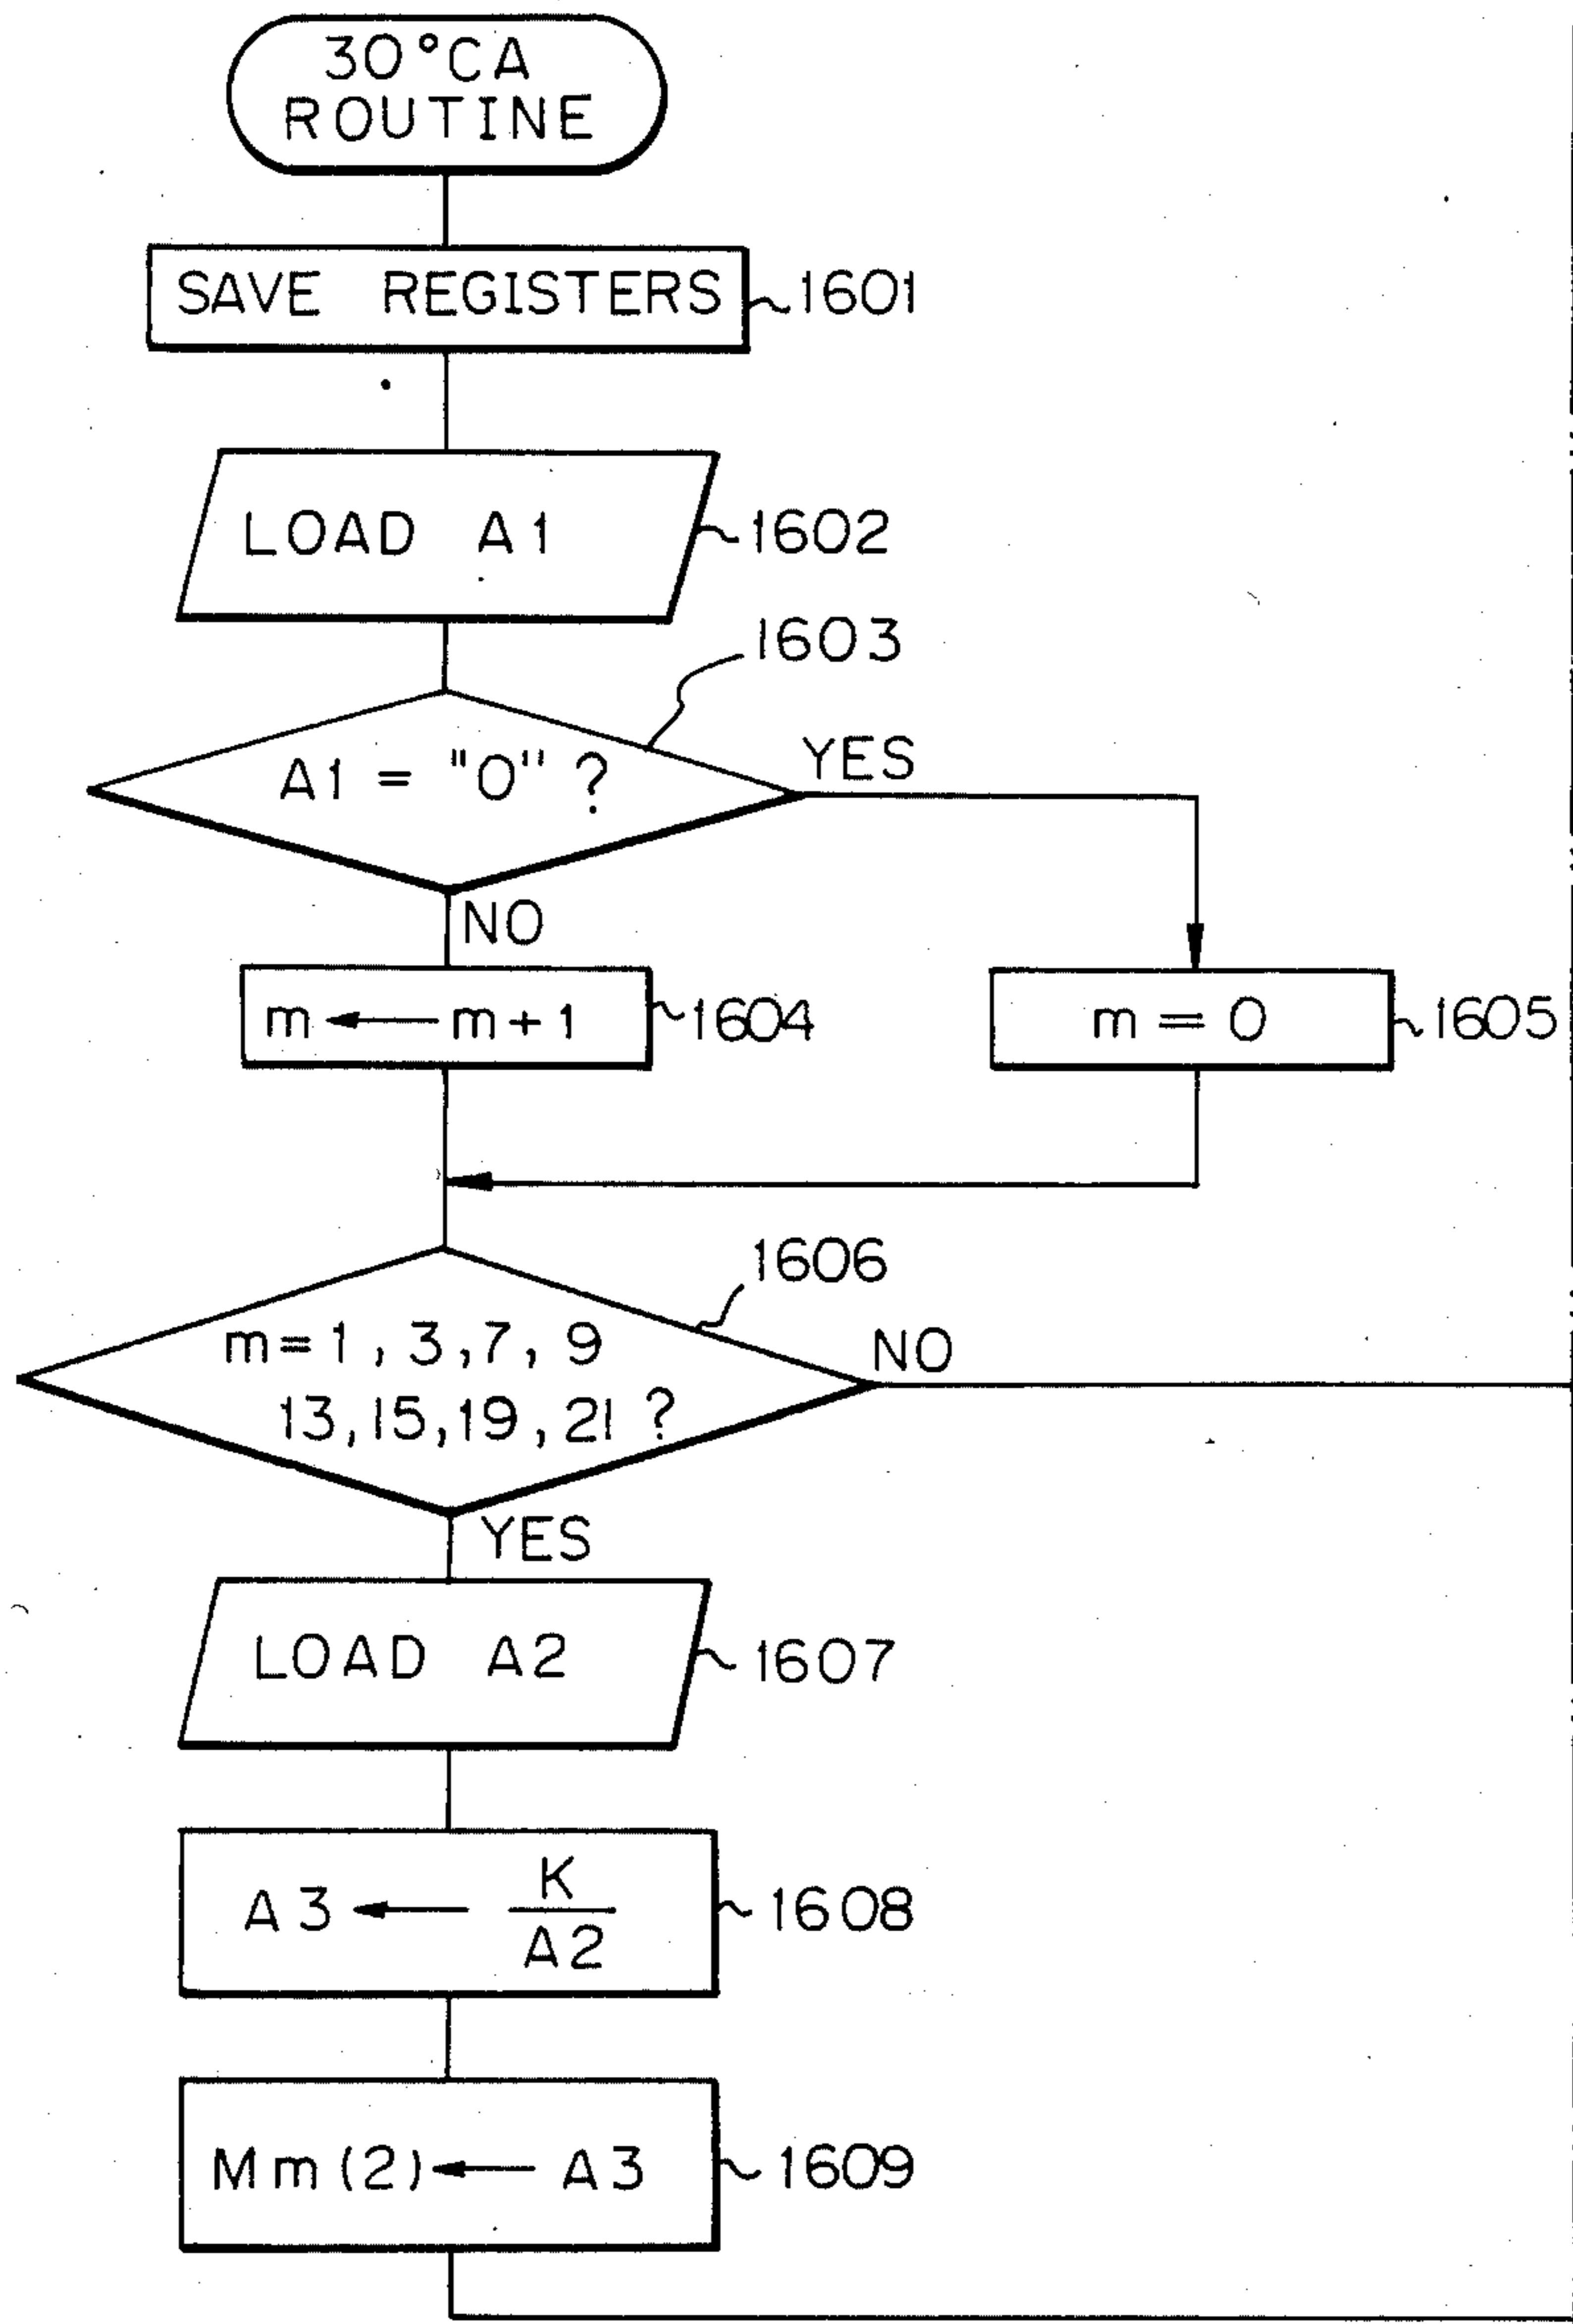 30°CA
ROUTINE
SAVE REGISTERS
1601
LOAD A1
1602
1603
A1 = "0" ?
YES
NO
m ← m + 1
1604
m = 0
1605
1606
m = 1 , 3 , 7 , 9
13 , 15 , 19 , 21 ?
NO
YES
LOAD A2
1607
A3 ← K
A2
1608
Mm (2) ← A3
1609